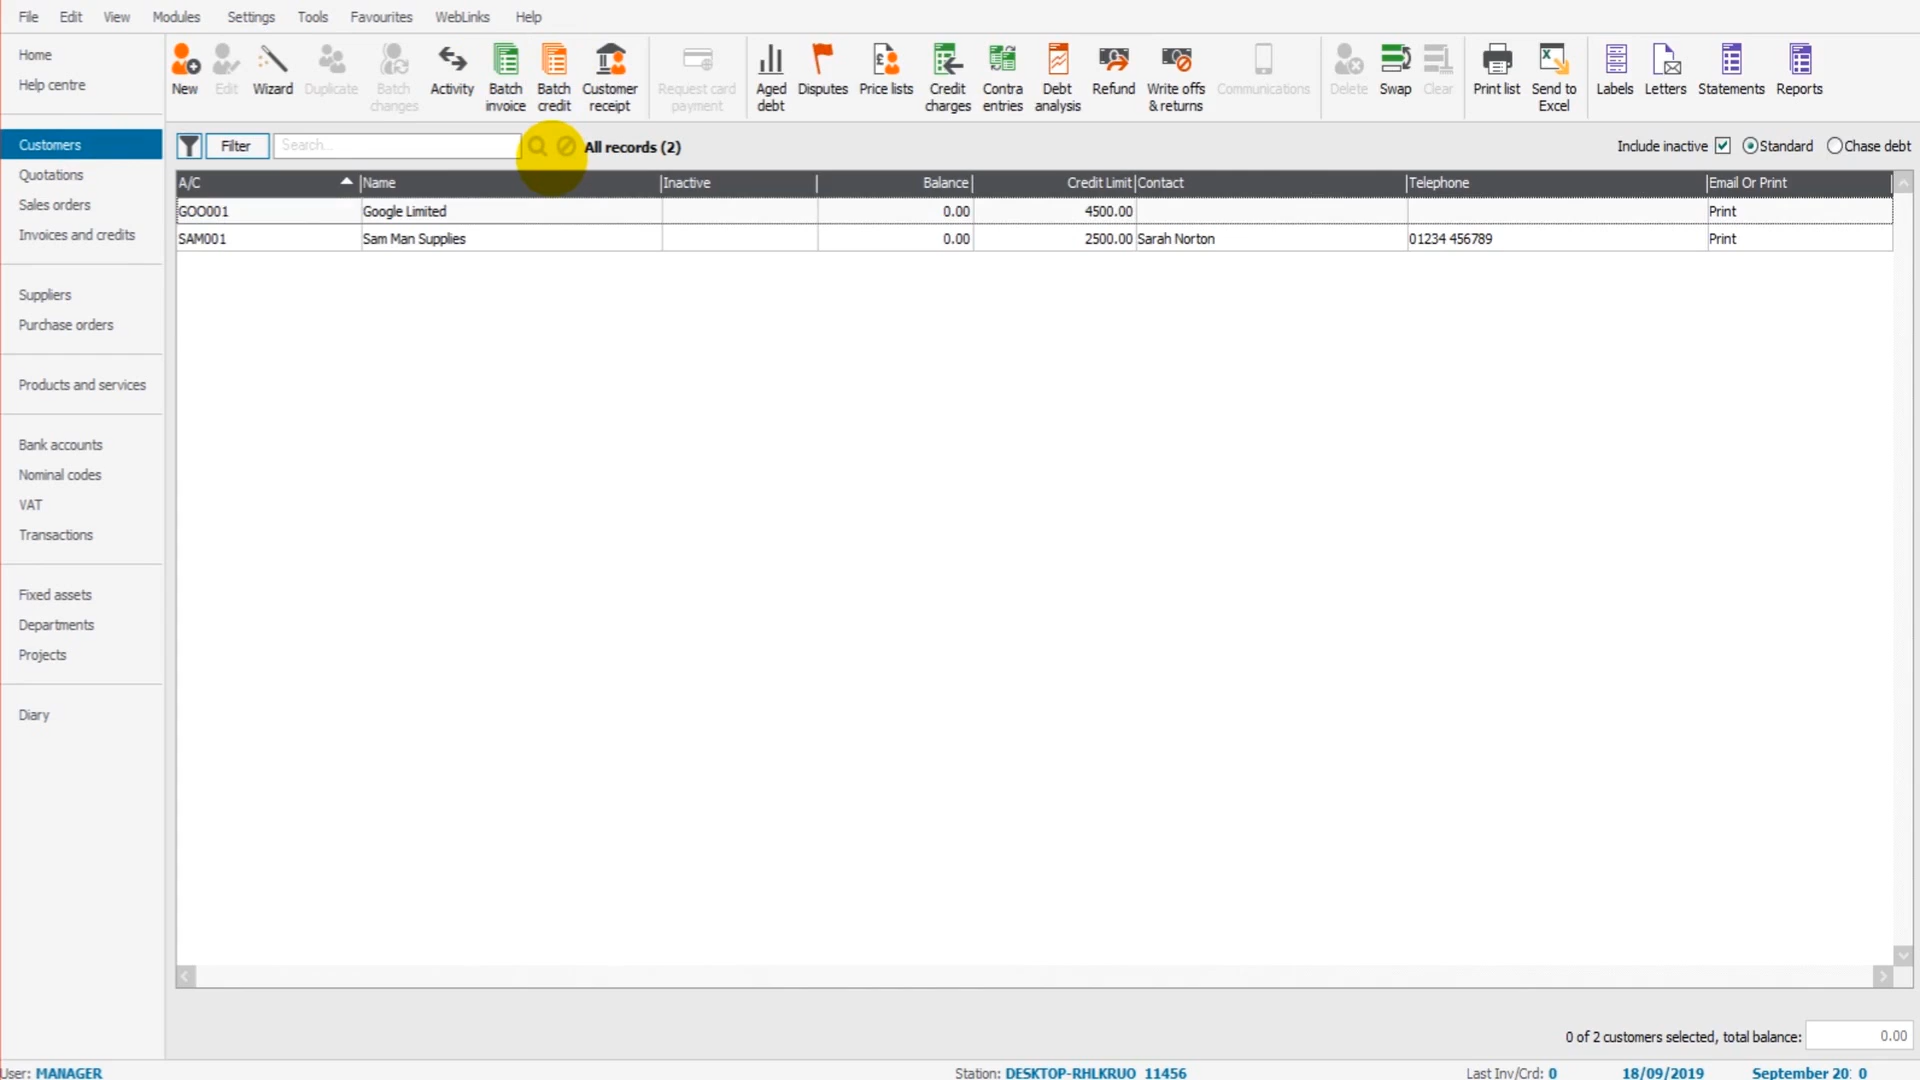 File Edit View Modules Settings Tools Favourites WebLinks Help
Home
Help centre
Customers
Quotations
Sales orders
Invoices and credits
Suppliers
Purchase orders
Products and services
Bank accounts
Nominal codes
VAT
Transactions
Fixed assets
Departments
Projects
Diary
New
Edit
Wizard
Duplicate
Batch
changes
Activity
Batch
invoice
Batch
credit
Customer
receipt
Request card
payment
Aged
debt
Disputes
Price lists
Credit
charges
Contra
entries
Debt
analysis
Refund
Write offs
& returns
Communications
Delete
Swap
Clear
Print list
Send to
Excel
Labels
Letters
Statements
Reports
Filter Search... All records (2) Include inactive Standard Chase debt
A/C Name Inactive Balance Credit Limit Contact Telephone Email Or Print
GOO001 Google Limited 0.00 4500.00 Print
SAM001 Sam Man Supplies 0.00 2500.00 Sarah Norton 01234 456789 Print
0 of 2 customers selected, total balance: 0.00
User: MANAGER Station: DESKTOP-RHLKRUO 11456 Last Inv/Crd: 0 18/09/2019 September 20 0